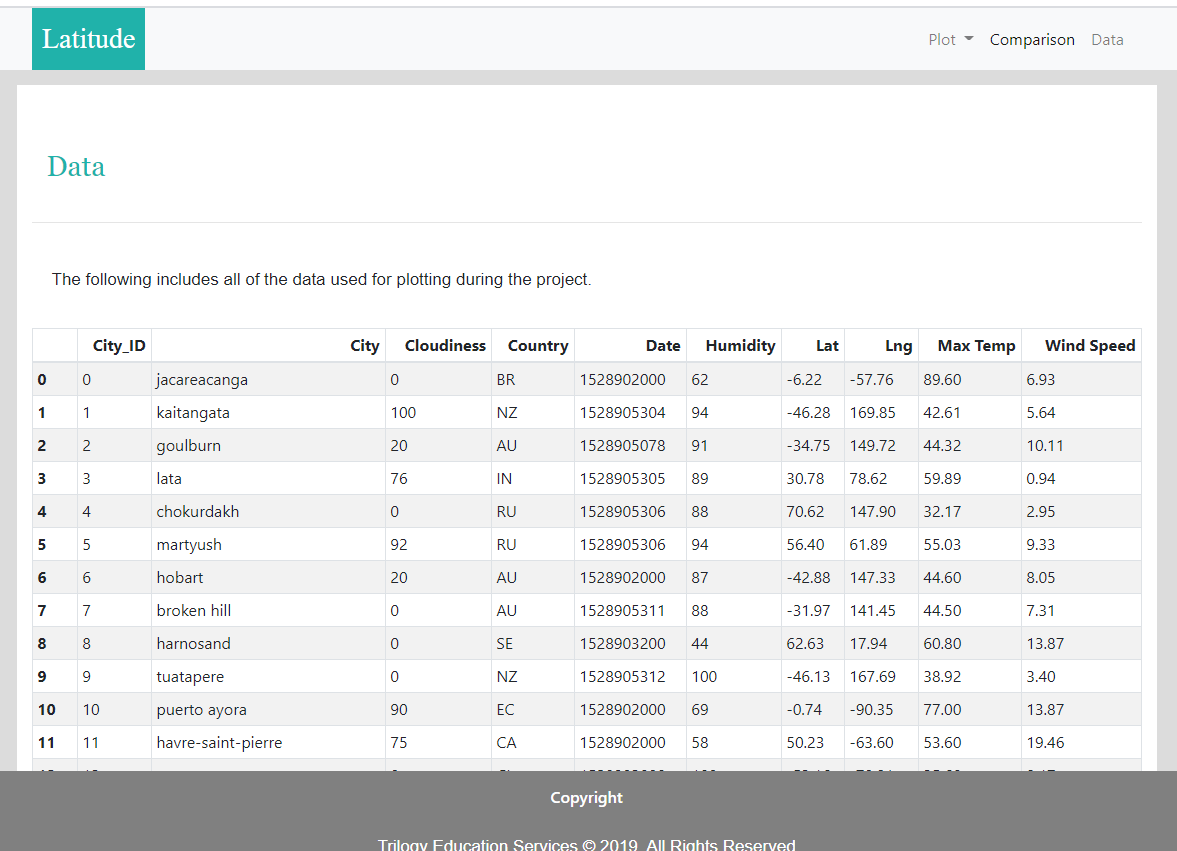 Latitude
Plot Comparison Data
Data
The following includes all of the data used for plotting during the project.
City_ID City Cloudiness Country Date Humidity Lat Lng Max Temp Wind Speed
0 0 jacareacanga 0 BR 1528902000 62 -6.22 -57.76 89.60 6.93
1 1 kaitangata 100 NZ 1528905304 94 -46.28 169.85 42.61 5.64
2 2 goulburn 20 AU 1528905078 91 -34.75 149.72 44.32 10.11
3 3 lata 76 IN 1528905305 89 30.78 78.62 59.89 0.94
4 4 chokurdakh 0 RU 1528905306 88 70.62 147.90 32.17 2.95
5 5 martyush 92 RU 1528905306 94 56.40 61.89 55.03 9.33
6 6 hobart 20 AU 1528902000 87 -42.88 147.33 44.60 8.05
7 7 broken hill 0 AU 1528905311 88 -31.97 141.45 44.50 7.31
8 8 harnosand 0 SE 1528903200 44 62.63 17.94 60.80 13.87
9 9 tuatapere 0 NZ 1528905312 100 -46.13 167.69 38.92 3.40
10 10 puerto ayora 90 EC 1528902000 69 -0.74 -90.35 77.00 13.87
11 11 havre-saint-pierre 75 CA 1528902000 58 50.23 -63.60 53.60 19.46
Copyright
Trilogy Education Services © 2019. All Rights Reserved